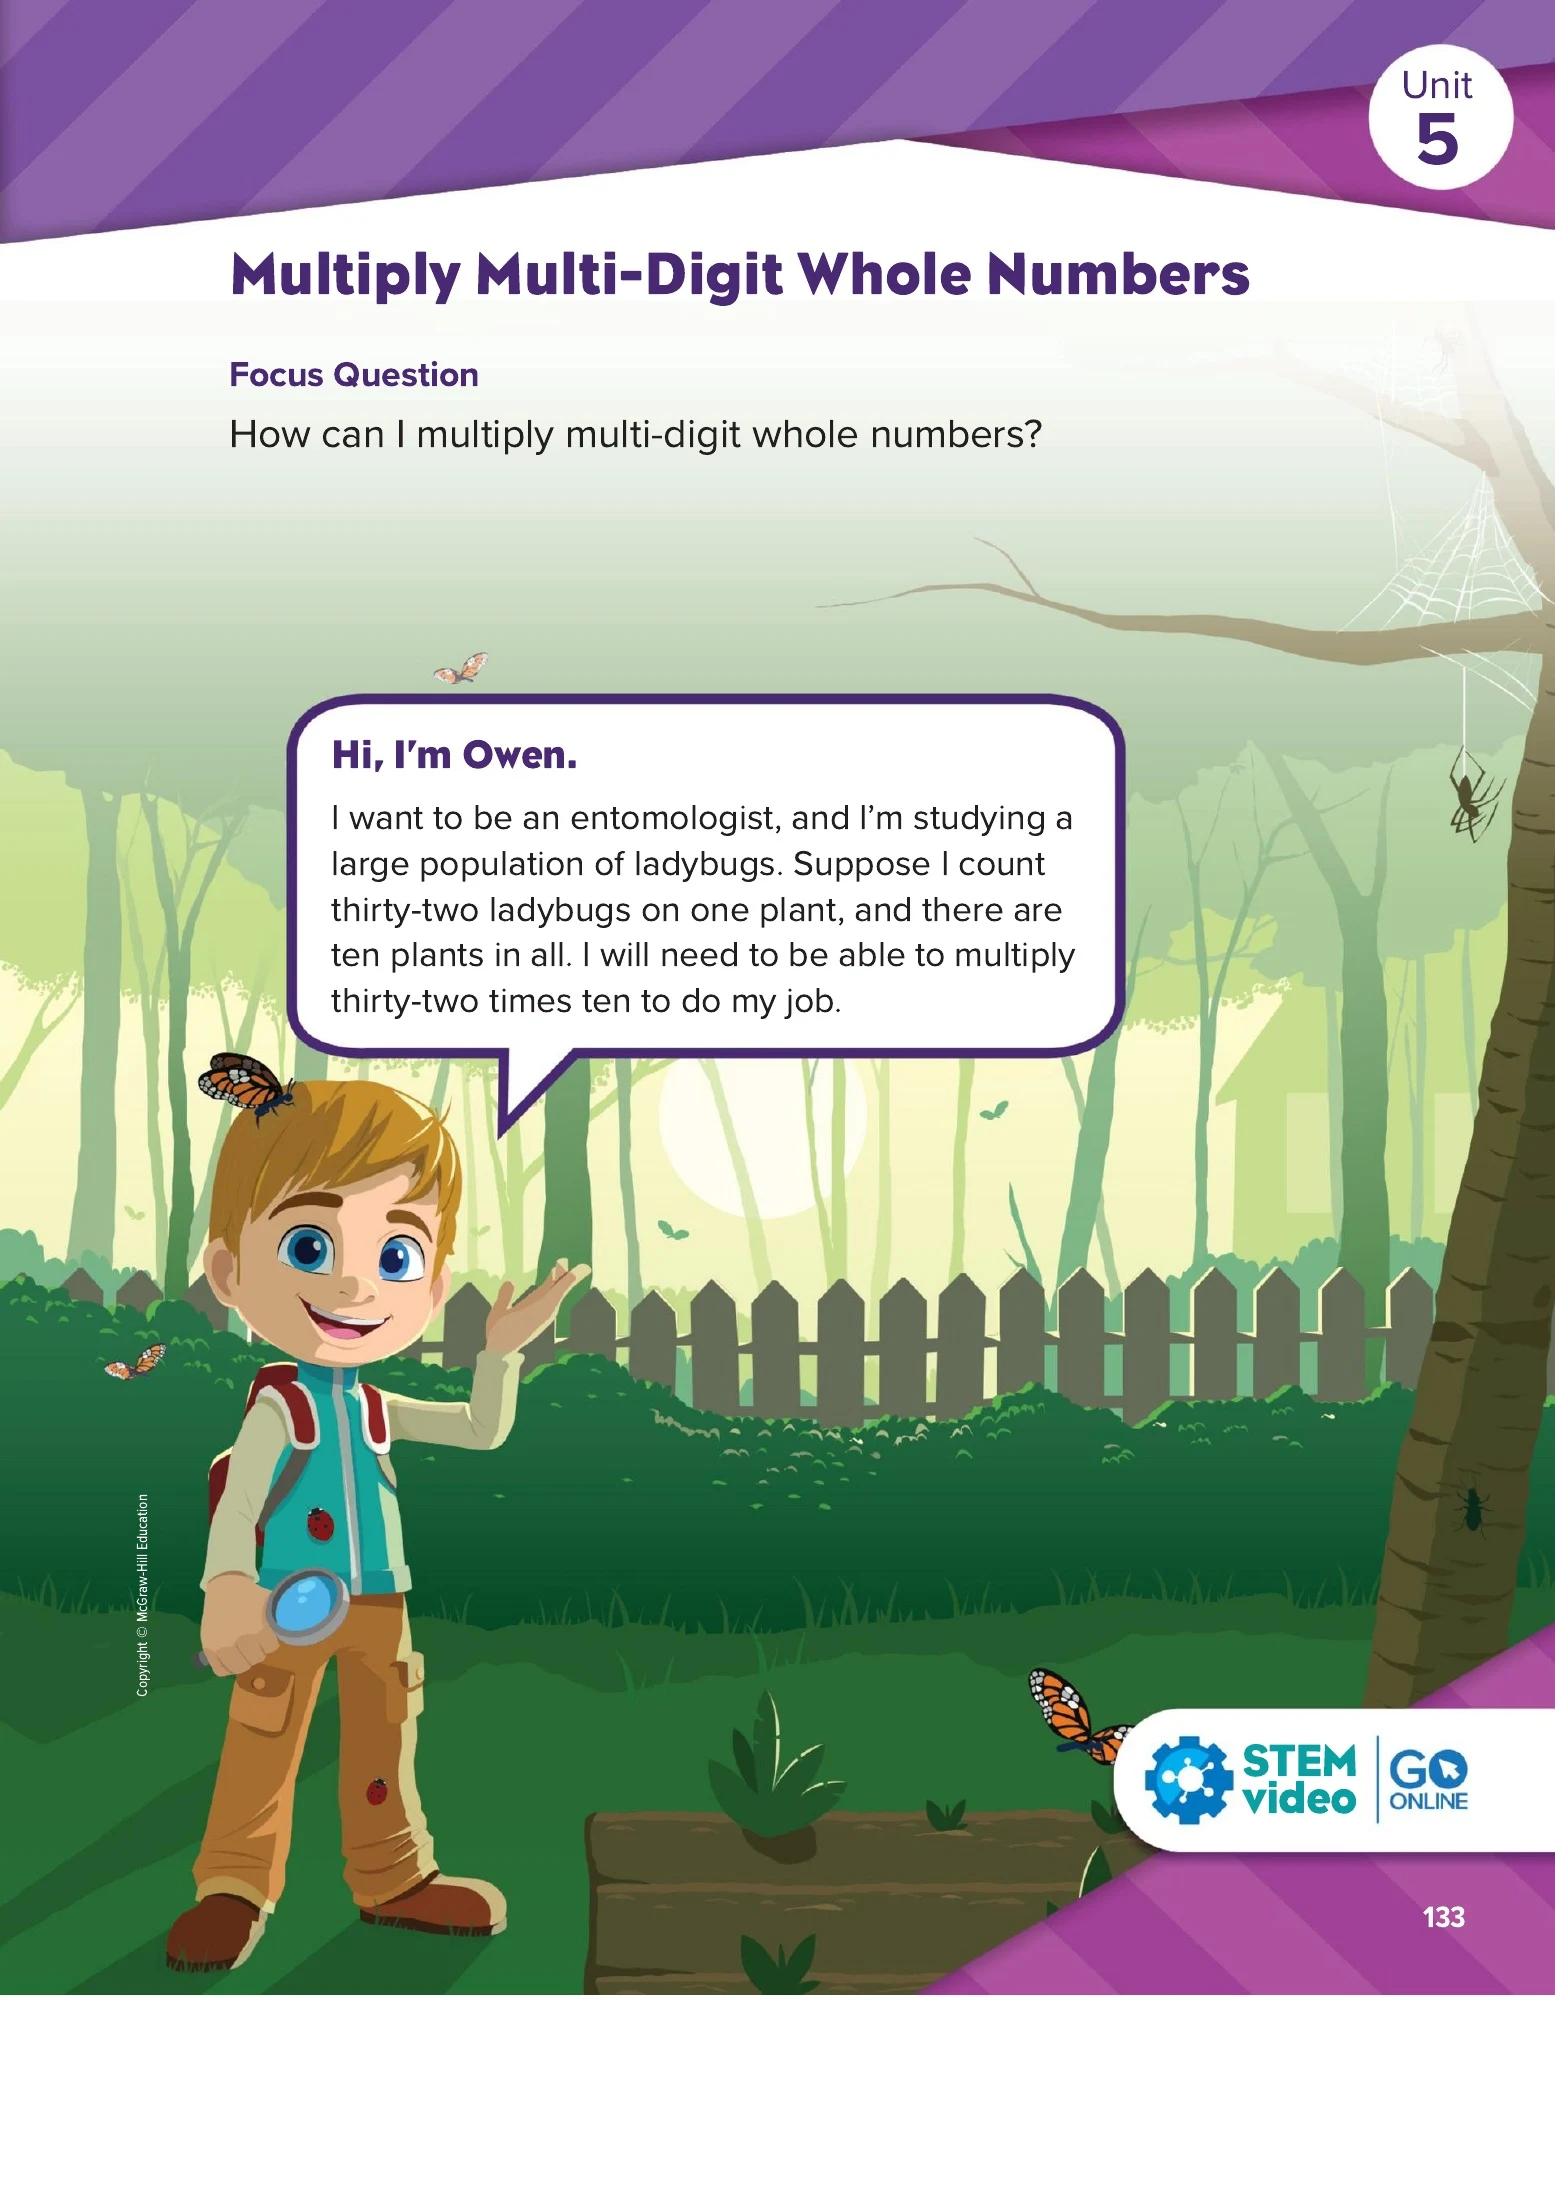 Unit
5
Multiply Multi-Digit Whole Numbers
Focus Question
How can I multiply multi-digit whole numbers?
Hi, I'm Owen.
I want to be an entomologist, and I’m studying a
large population of ladybugs. Suppose I count
thirty-two ladybugs on one plant, and there are
ten plants in all. I will need to be able to multiply
thirty-two times ten to do my job.
Copyright © McGraw-Hill Education
STEM
video
GO
ONLINE
133